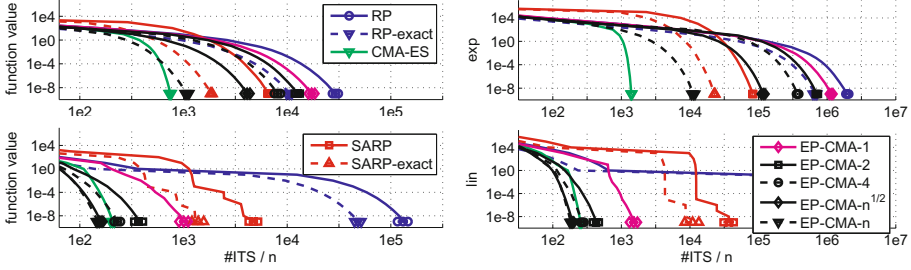 function value
1e4
1e0
1e-4
1e-8
1e2
1e3
1e4
1e5
RP
RP-exact
CMA-ES
exp
1e4
1e0
1e-4
1e-8
1e2
1e3
1e4
1e5
1e6
1e7
function value
1e4
1e0
1e-4
1e-8
1e2
1e3
1e4
1e5
#ITS / n
SARP
SARP-exact
lin
1e4
1e0
1e-4
1e-8
1e2
1e3
1e4
1e5
1e6
1e7
#ITS / n
EP-CMA-1
EP-CMA-2
EP-CMA-4
EP-CMA-n^1/2
EP-CMA-n